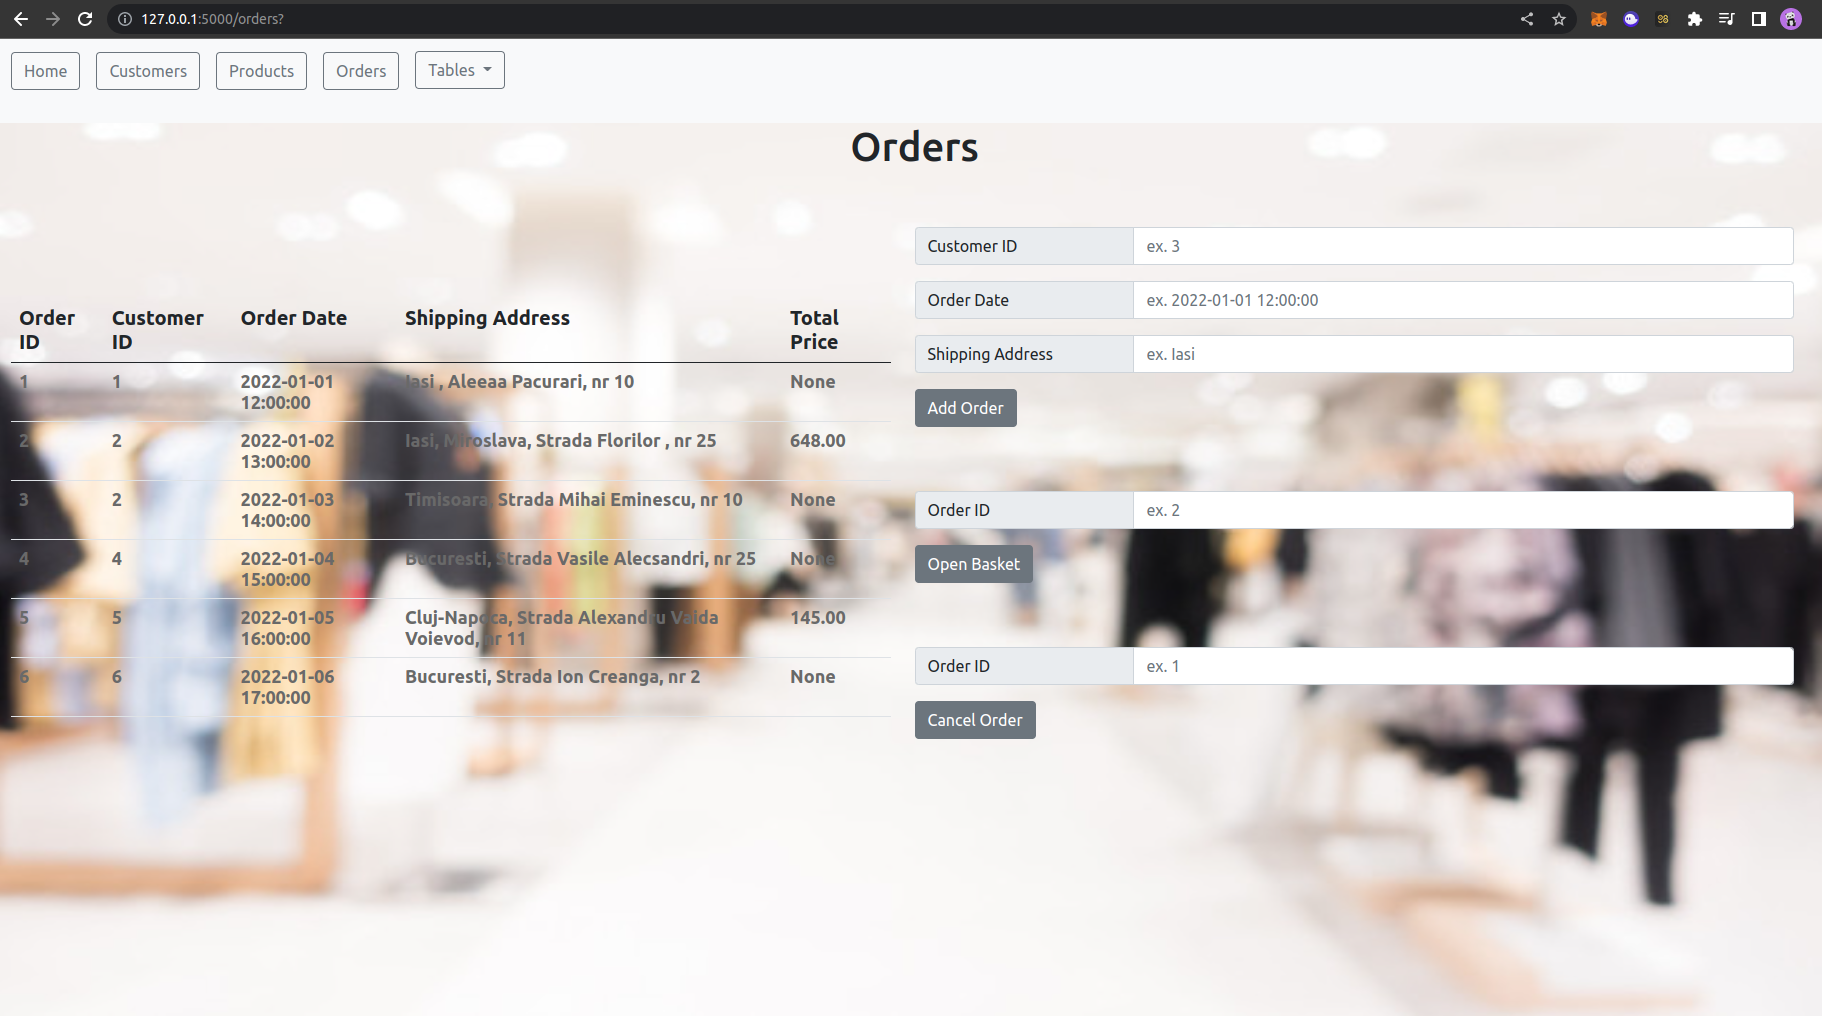 127.0.0.1:5000/orders?
Home Customers Products Orders Tables
Orders
Order ID Customer ID Order Date Shipping Address Total Price
1 1 2022-01-01 12:00:00 Iasi , Aleeaa Pacurari, nr 10 None
2 2 2022-01-02 13:00:00 Iasi, Miroslava, Strada Florilor , nr 25 648.00
3 2 2022-01-03 14:00:00 Timisoara, Strada Mihai Eminescu, nr 10 None
4 4 2022-01-04 15:00:00 Bucuresti, Strada Vasile Alecsandri, nr 25 None
5 5 2022-01-05 16:00:00 Cluj-Napoca, Strada Alexandru Vaida Voievod, nr 11 145.00
6 6 2022-01-06 17:00:00 Bucuresti, Strada Ion Creanga, nr 2 None
Customer ID ex. 3
Order Date ex. 2022-01-01 12:00:00
Shipping Address ex. Iasi
Add Order
Order ID ex. 2
Open Basket
Order ID ex. 1
Cancel Order